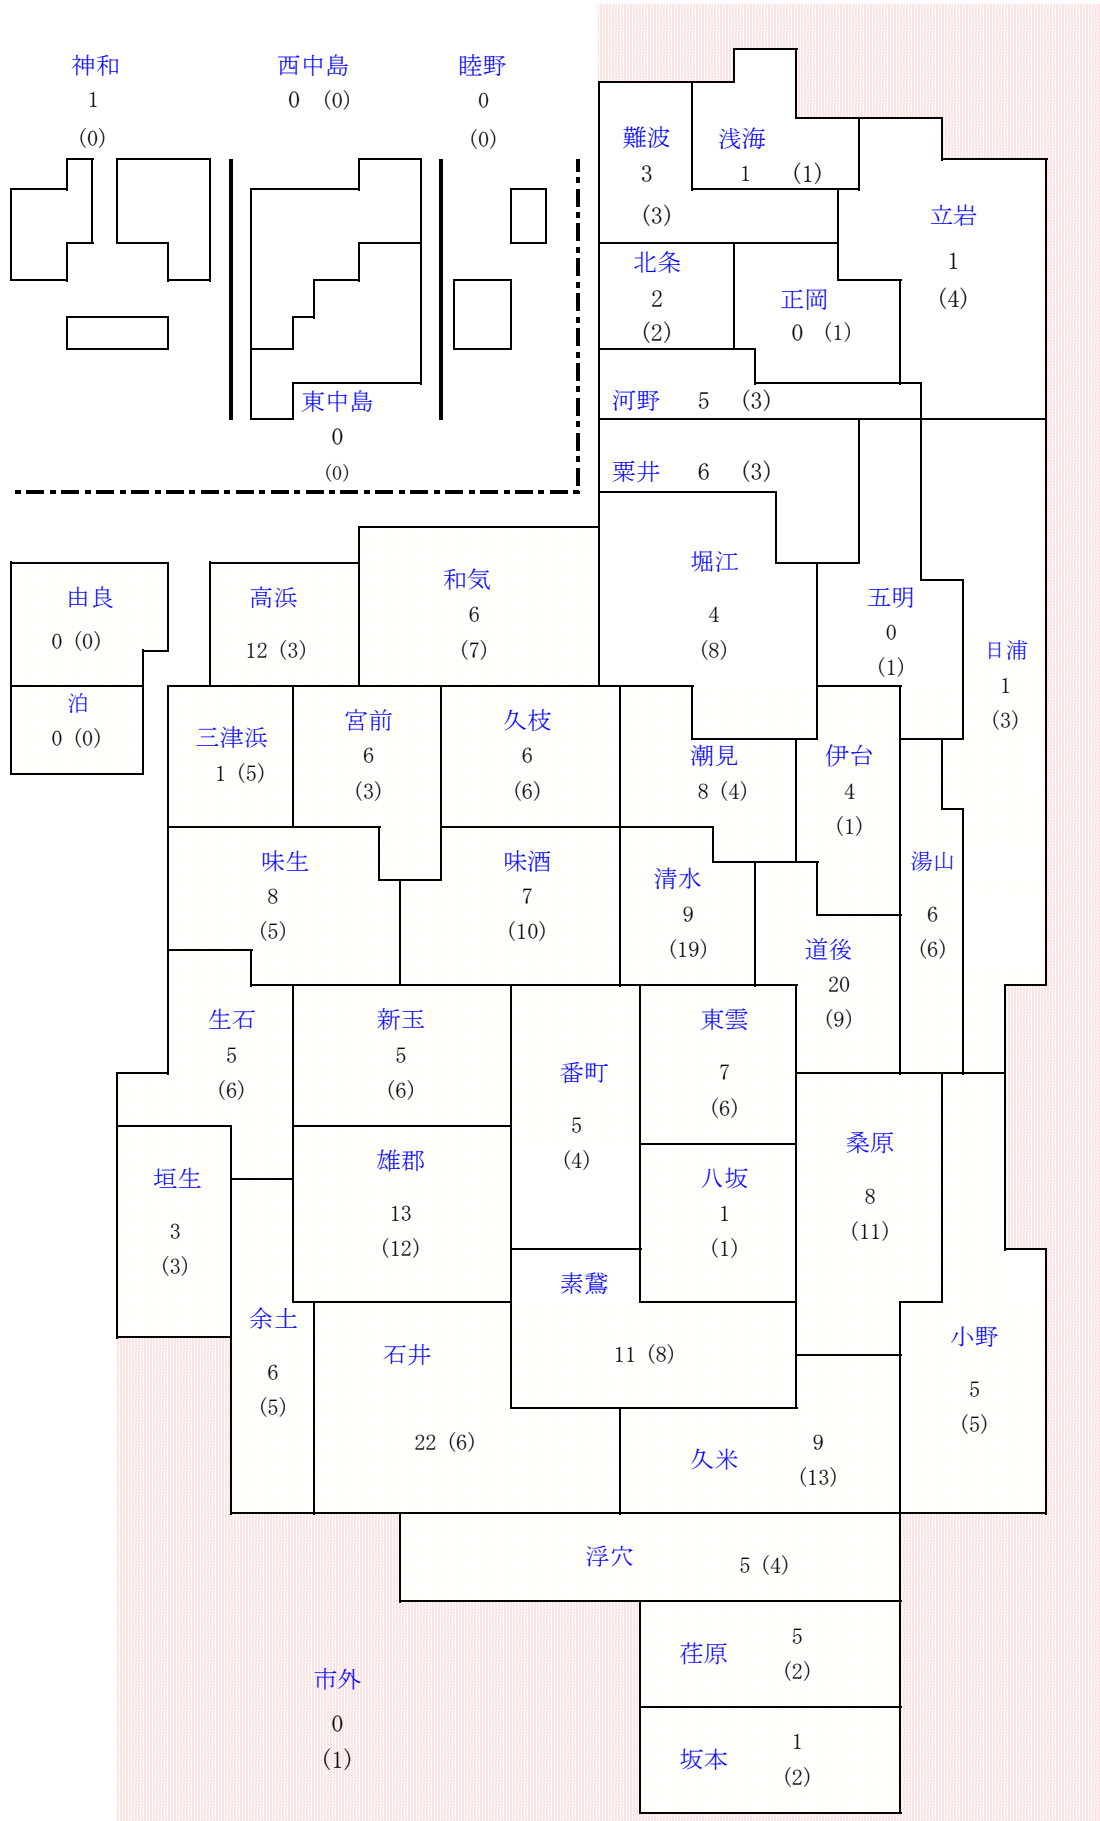 神和
1
(0)
西中島
0 (0)
睦野
0
(0)
東中島
0
(0)
難波
3
(3)
浅海
1 (1)
立岩
1
(4)
北条
2
(2)
正岡
0 (1)
河野 5 (3)
粟井 6 (3)
堀江
4
(8)
和気
6
(7)
高浜
12 (3)
由良
0 (0)
泊
0 (0)
五明
0
(1)
日浦
1
(3)
三津浜
1 (5)
宮前
6
(3)
久枝
6
(6)
潮見
8 (4)
伊台
4
(1)
湯山
6
(6)
味生
8
(5)
味酒
7
(10)
清水
9
(19)
道後
20
(9)
生石
5
(6)
新玉
5
(6)
番町
5
(4)
東雲
7
(6)
桑原
8
(11)
垣生
3
(3)
雄郡
13
(12)
八坂
1
(1)
素鵞
11 (8)
余土
6
(5)
石井
22 (6)
久米
9
(13)
小野
5
(5)
浮穴 5 (4)
荏原
5
(2)
坂本
1
(2)
市外
0
(1)